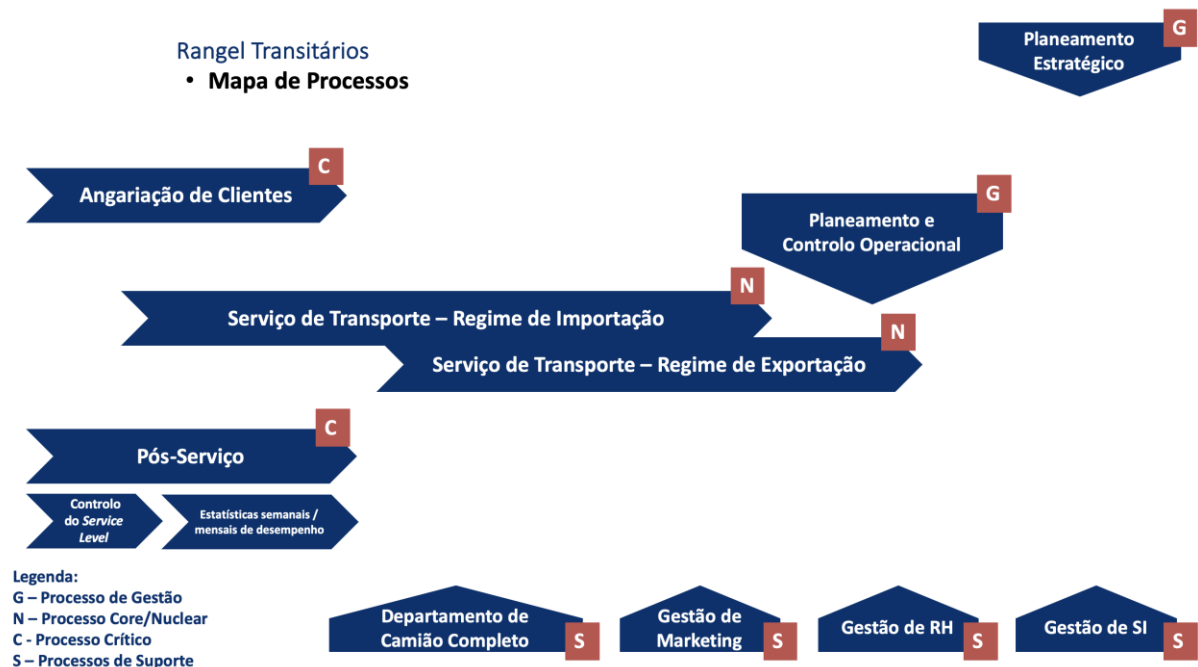 Rangel Transitários
• Mapa de Processos
G
Planeamento
Estratégico
C
Angariação de Clientes
G
Planeamento e
Controlo Operacional
N
Serviço de Transporte – Regime de Importação
N
Serviço de Transporte – Regime de Exportação
C
Pós-Serviço
Controlo
do Service
Level
Estatísticas semanais /
mensais de desempenho
Legenda:
G – Processo de Gestão
N – Processo Core/Nuclear
C - Processo Crítico
S – Processos de Suporte
Departamento de
Camião Completo
S
Gestão de
Marketing
S
Gestão de RH
S
Gestão de SI
S